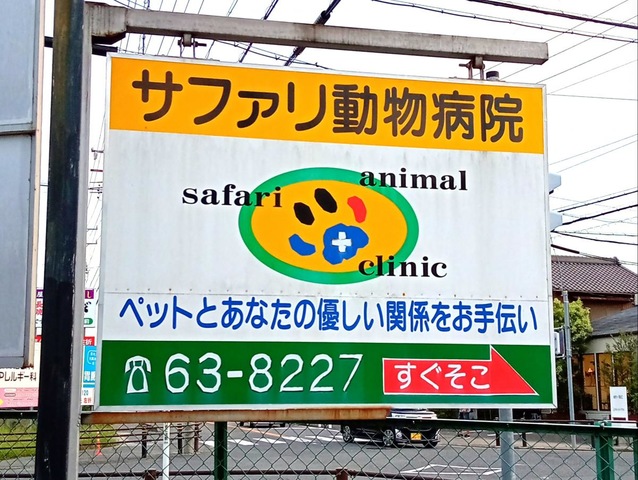 サファリ動物病院
safari animal
clinic
ペットとあなたの優しい関係をお手伝い
63-8227 すぐそこ